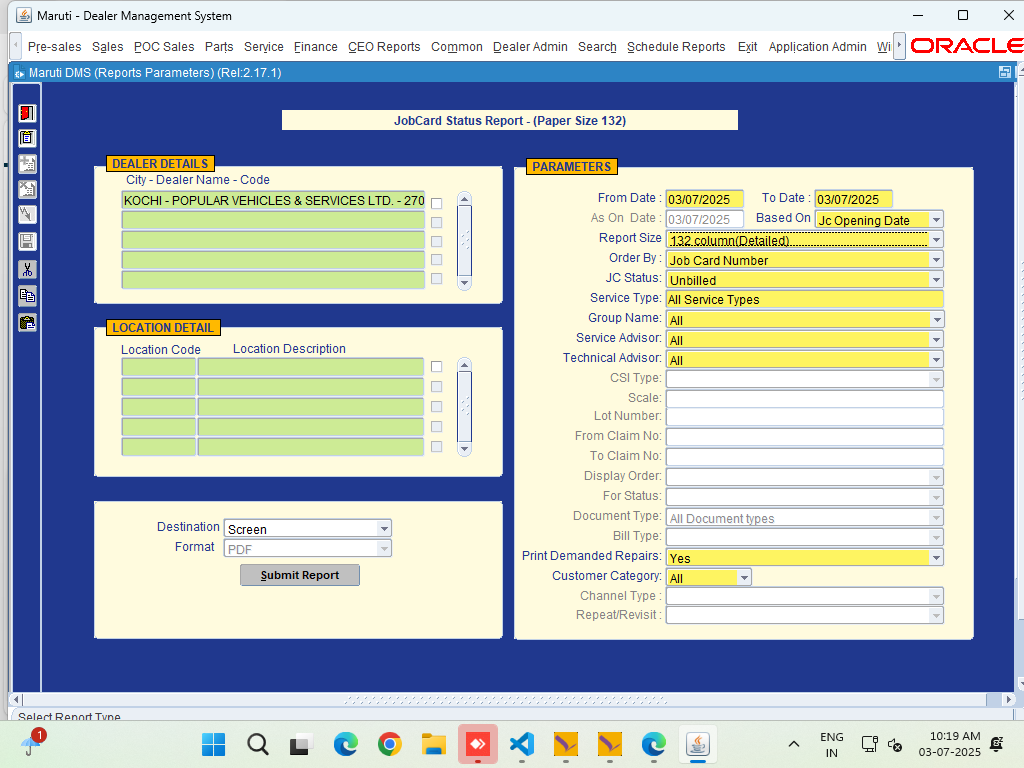 Maruti - Dealer Management System
Pre-sales Sales POC Sales Parts Service Finance CEO Reports Common Dealer Admin Search Schedule Reports Exit Application Admin Wi
ORACLE
Maruti DMS (Reports Parameters) (Rel:2.17.1)
JobCard Status Report - (Paper Size 132)
DEALER DETAILS
City - Dealer Name - Code
KOCHI - POPULAR VEHICLES & SERVICES LTD. - 270
LOCATION DETAIL
Location Code Location Description
Destination Screen
Format PDF
Submit Report
PARAMETERS
From Date : 03/07/2025 To Date : 03/07/2025
As On Date : 03/07/2025 Based On Jc Opening Date
Report Size 132 column(Detailed)
Order By : Job Card Number
JC Status: Unbilled
Service Type: All Service Types
Group Name: All
Service Advisor: All
Technical Advisor: All
CSI Type:
Scale:
Lot Number:
From Claim No:
To Claim No:
Display Order:
For Status:
Document Type: All Document types
Bill Type:
Print Demanded Repairs: Yes
Customer Category: All
Channel Type :
Repeat/Revisit :
Select Report Type
1
ENG
IN
10:19 AM
03-07-2025